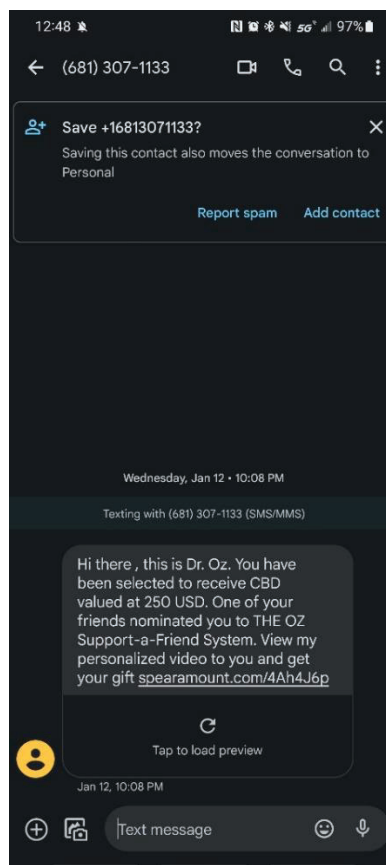 12:48 5G+ 97%
(681) 307-1133
Save +16813071133?
Saving this contact also moves the conversation to
Personal
Report spam Add contact
Wednesday, Jan 12 • 10:08 PM
Texting with (681) 307-1133 (SMS/MMS)
Hi there , this is Dr. Oz. You have
been selected to receive CBD
valued at 250 USD. One of your
friends nominated you to THE OZ
Support-a-Friend System. View my
personalized video to you and get
your gift spearamount.com/4Ah4J6p
Tap to load preview
Jan 12, 10:08 PM
Text message